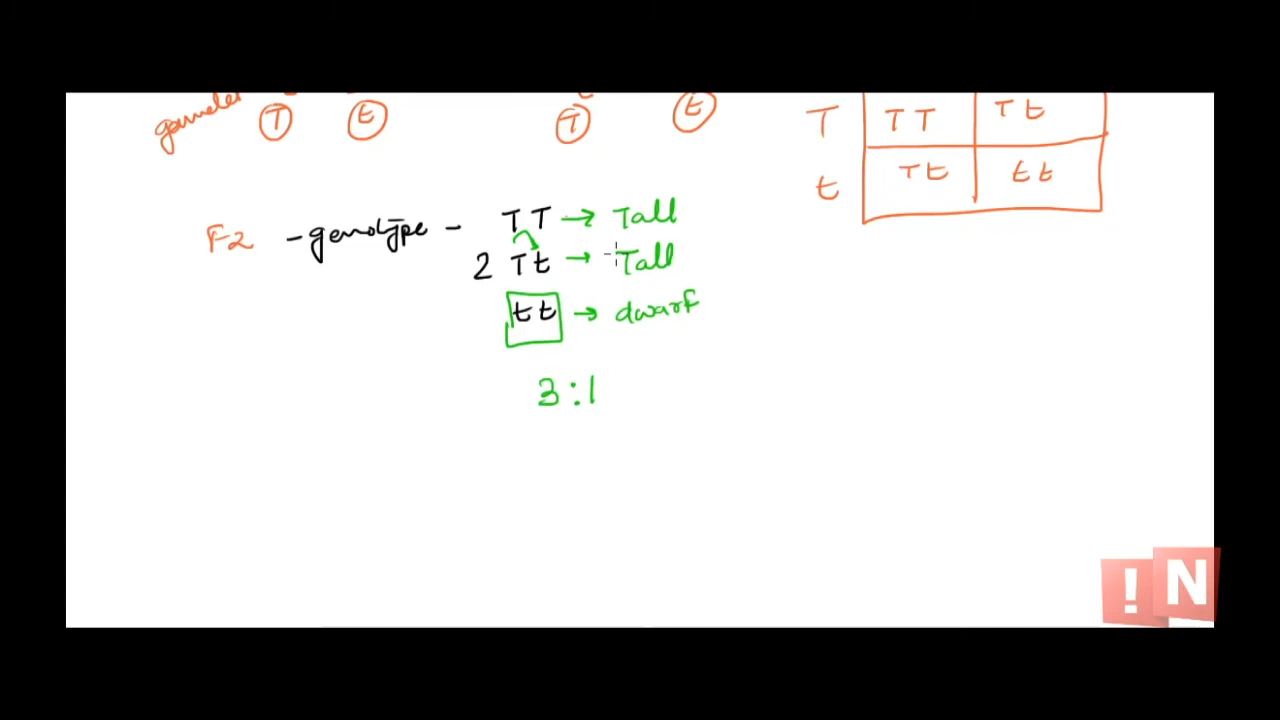 gametes T t T t
T TT Tt
t Tt tt
F2 - genotype - TT → Tall
2 Tt → Tall
tt → dwarf
3:1
!N